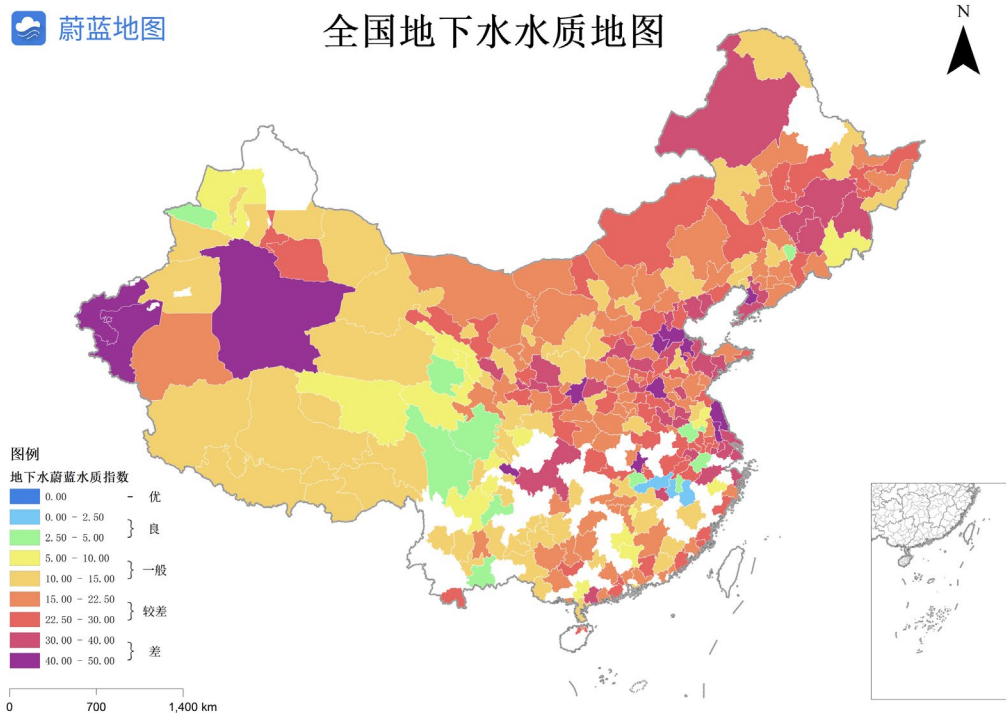 蔚蓝地图
全国地下水水质地图
N
图例
地下水蔚蓝水质指数
0.00 - 优
0.00 - 2.50
2.50 - 5.00
} 良
5.00 - 10.00
10.00 - 15.00
} 一般
15.00 - 22.50
22.50 - 30.00
} 较差
30.00 - 40.00
40.00 - 50.00
} 差
0 700 1,400 km